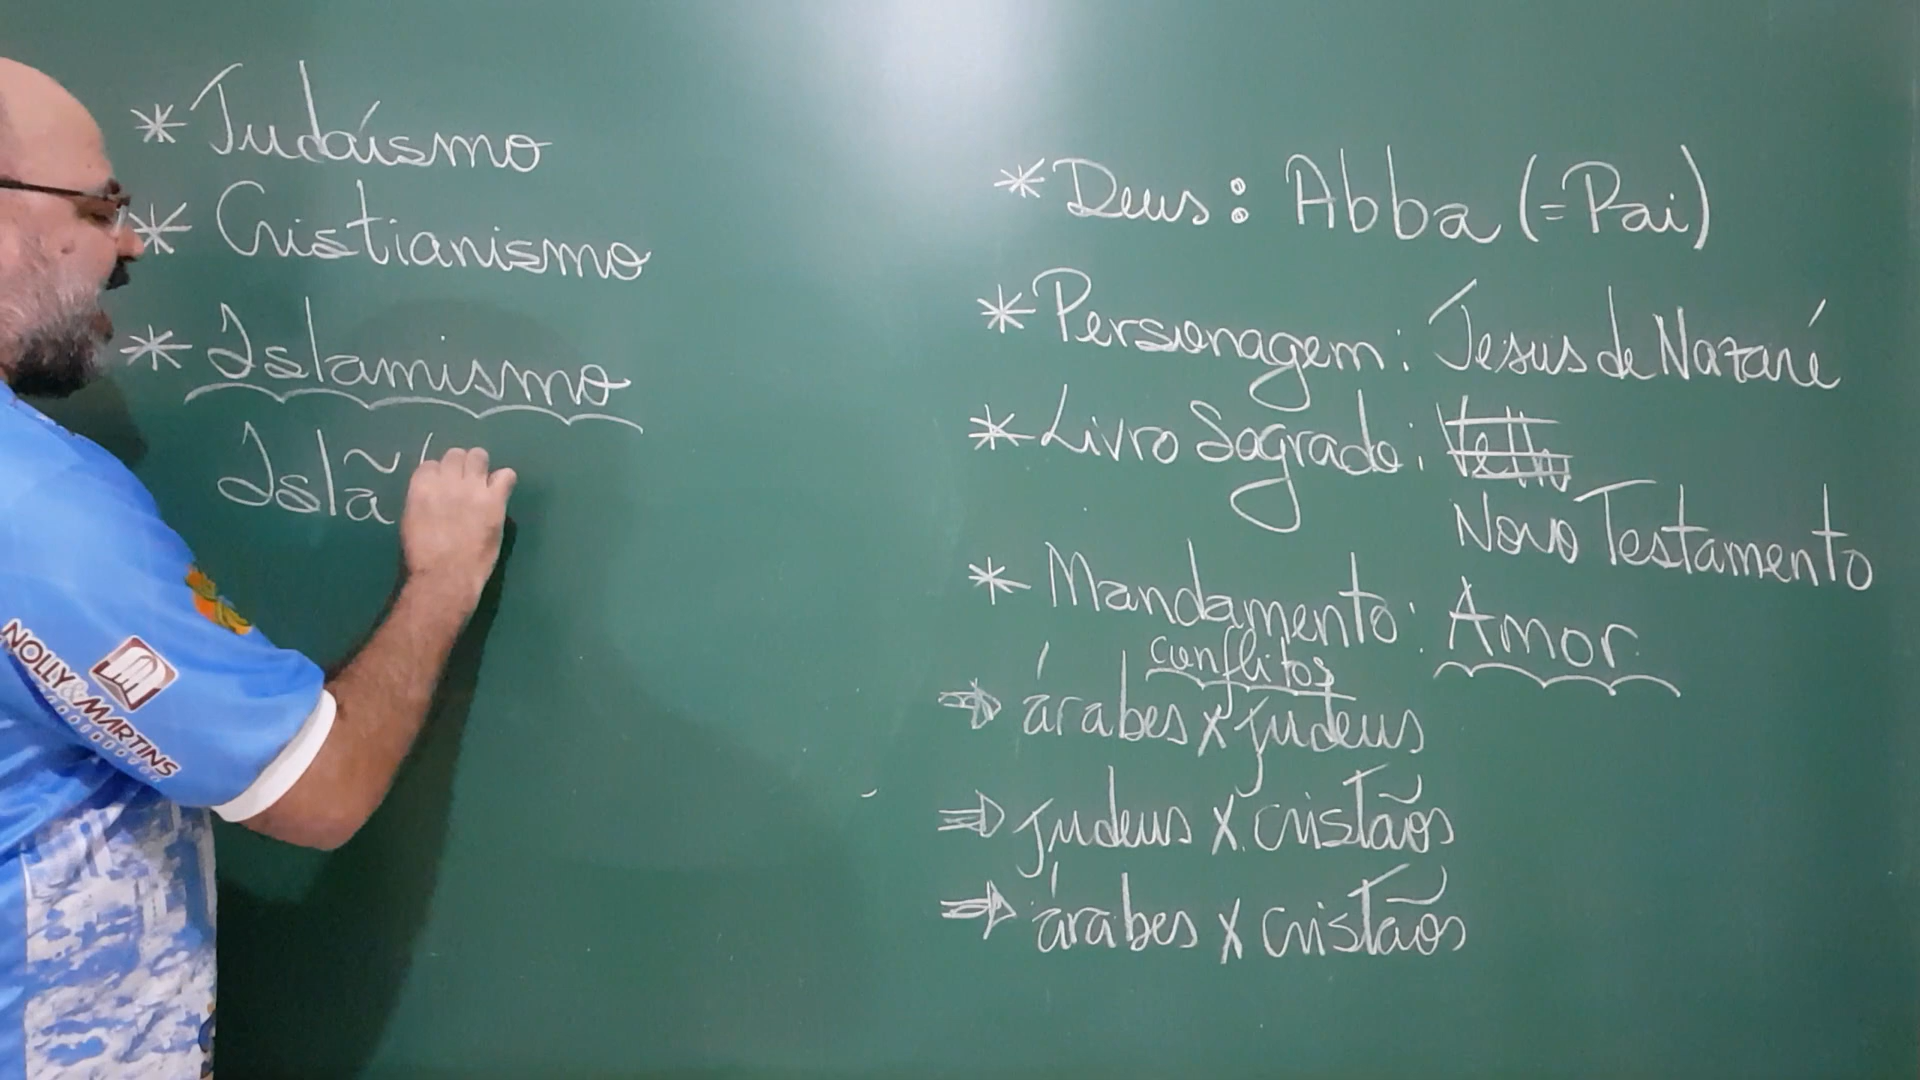 * Judaísmo
* Cristianismo
* Islamismo
Islã (
* Deus: Abba (=Pai)
* Personagem: Jesus de Nazaré
* Livro Sagrado:
Novo Testamento
* Mandamento: Amor
conflitos
⇒ árabes x judeus
⇒ judeus x cristãos
⇒ árabes x cristãos
NOLLY&MARTINS